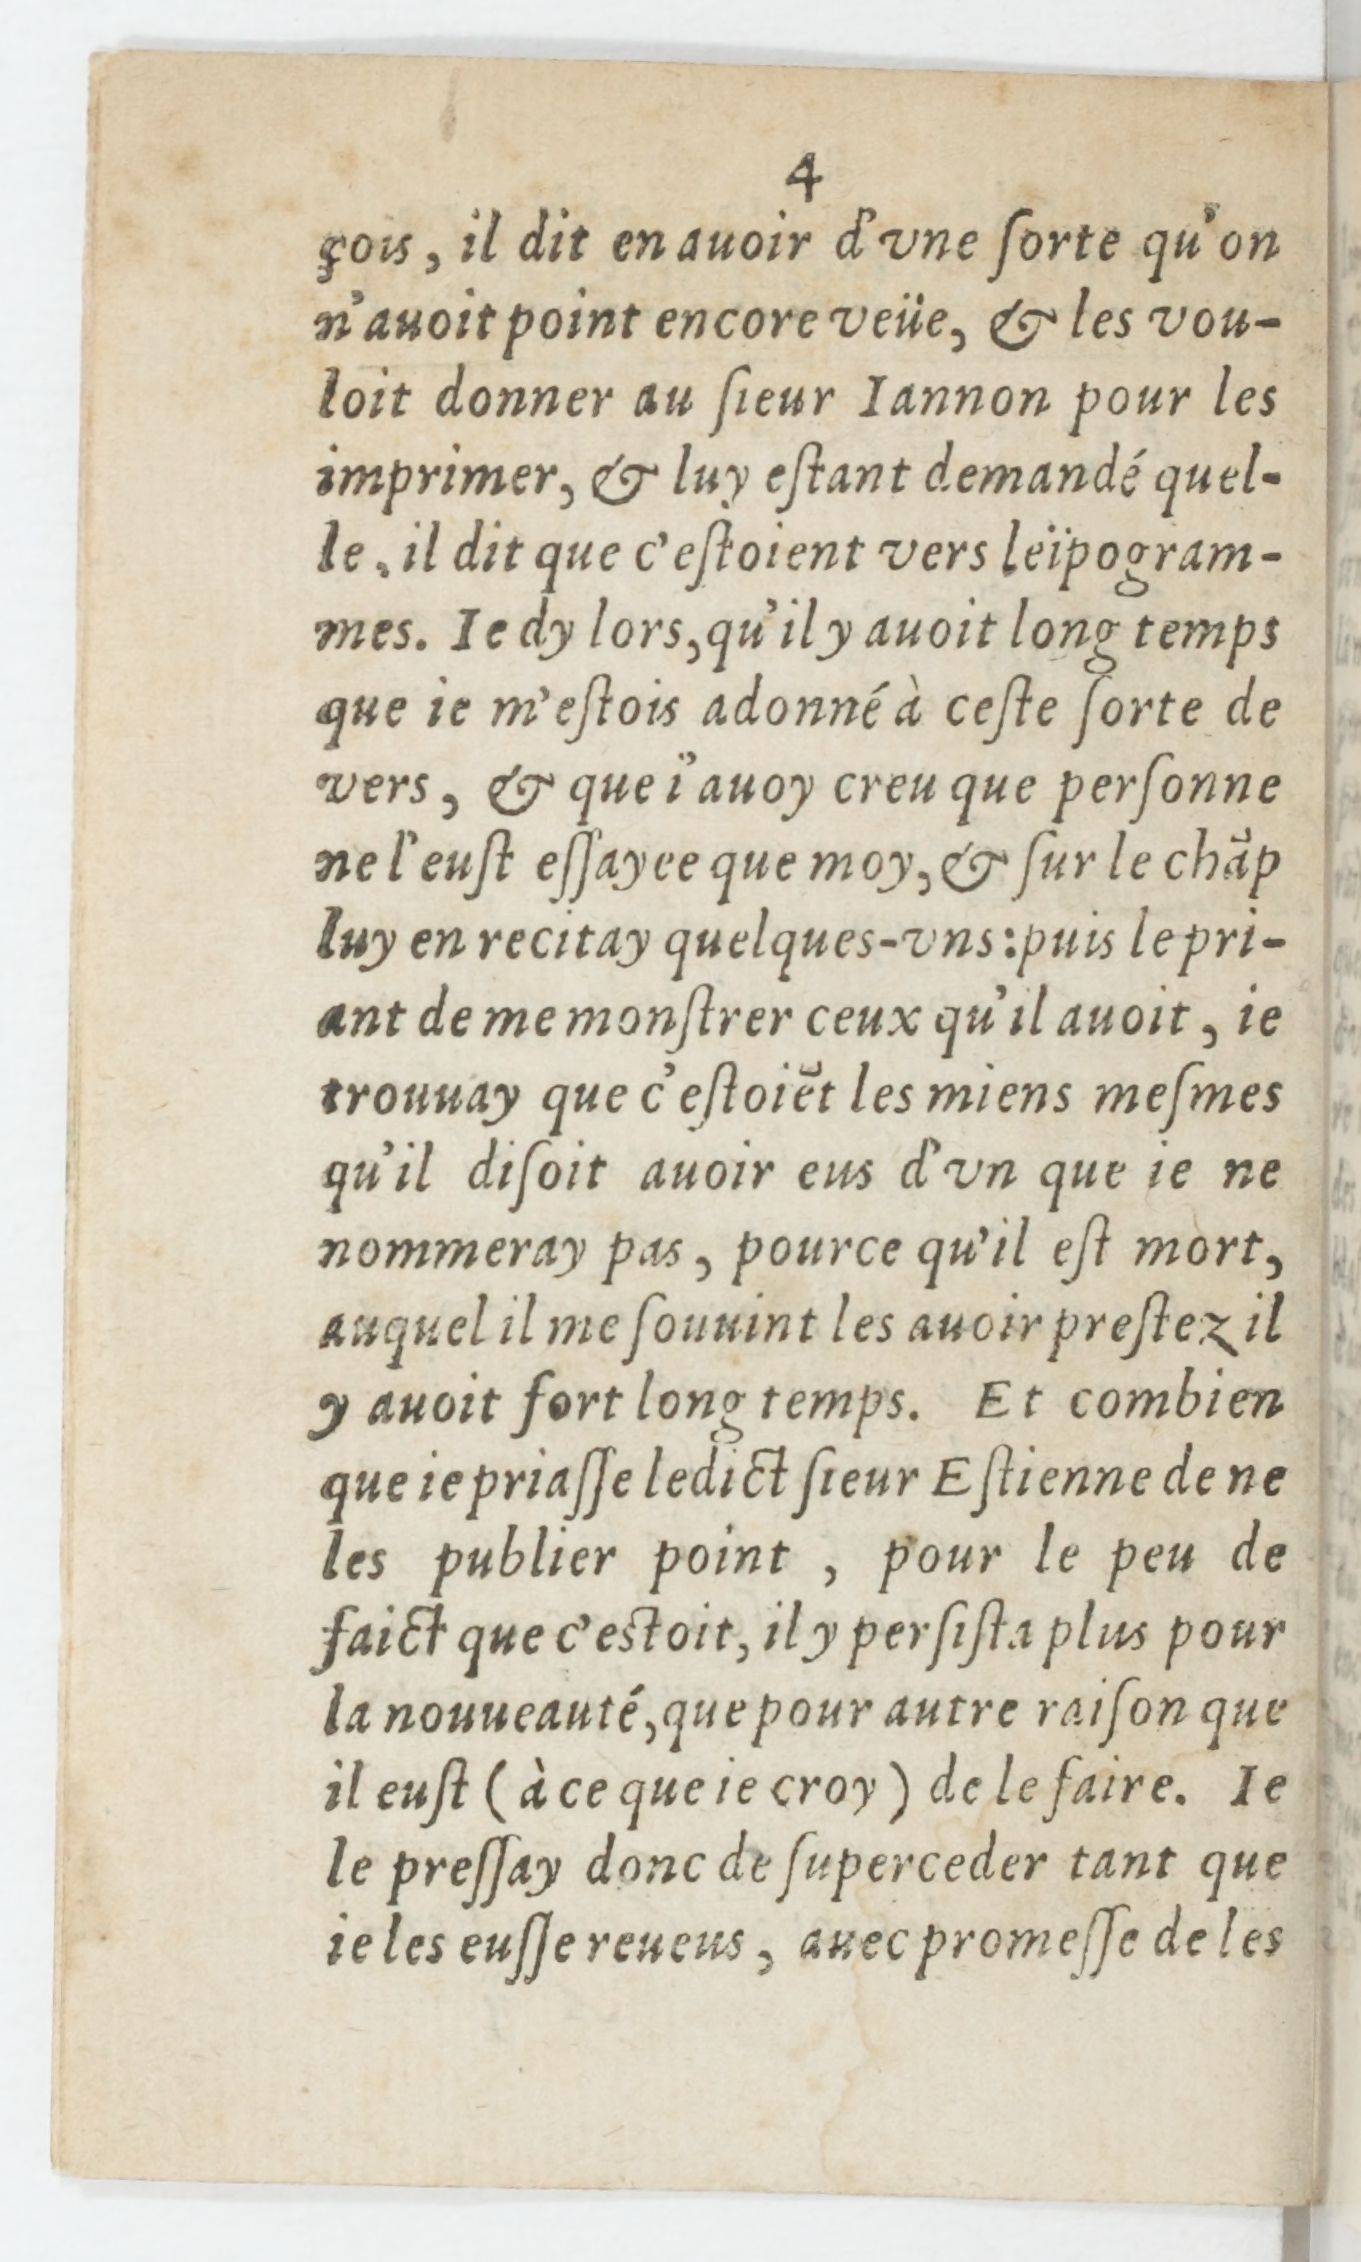 4
çois, il dit en auoir d'vne ſorte qu'on
n'auoit point encore veüe, & les vou-
loit donner au ſieur Iannon pour les
imprimer, & luy eſtant demandé quel-
le, il dit que c'eſtoient vers leïpogram-
mes. Ie dy lors, qu'il y auoit long temps
que ie m'eſtois adonné à ceſte ſorte de
vers, & que i'auoy creu que perſonne
ne l'euſt eſſayee que moy, & ſur le chãp
luy en recitay quelques-vns: puis le pri-
ant de me monſtrer ceux qu'il auoit, ie
trouuay que c'eſtoiẽt les miens meſmes
qu'il diſoit auoir eus d'vn que ie ne
nommeray pas, pource qu'il eſt mort,
auquel il me ſouuint les auoir preſtez il
y auoit fort long temps. Et combien
que ie priaſſe ledict ſieur Eſtienne de ne
les publier point, pour le peu de
faict que c'estoit, il y perſiſta plus pour
la nouueauté, que pour autre raiſon que
il euſt (à ce que ie croy) de le faire. Ie
le preſſay donc de ſuperceder tant que
ie les euſſe reueus, auec promeſſe de les